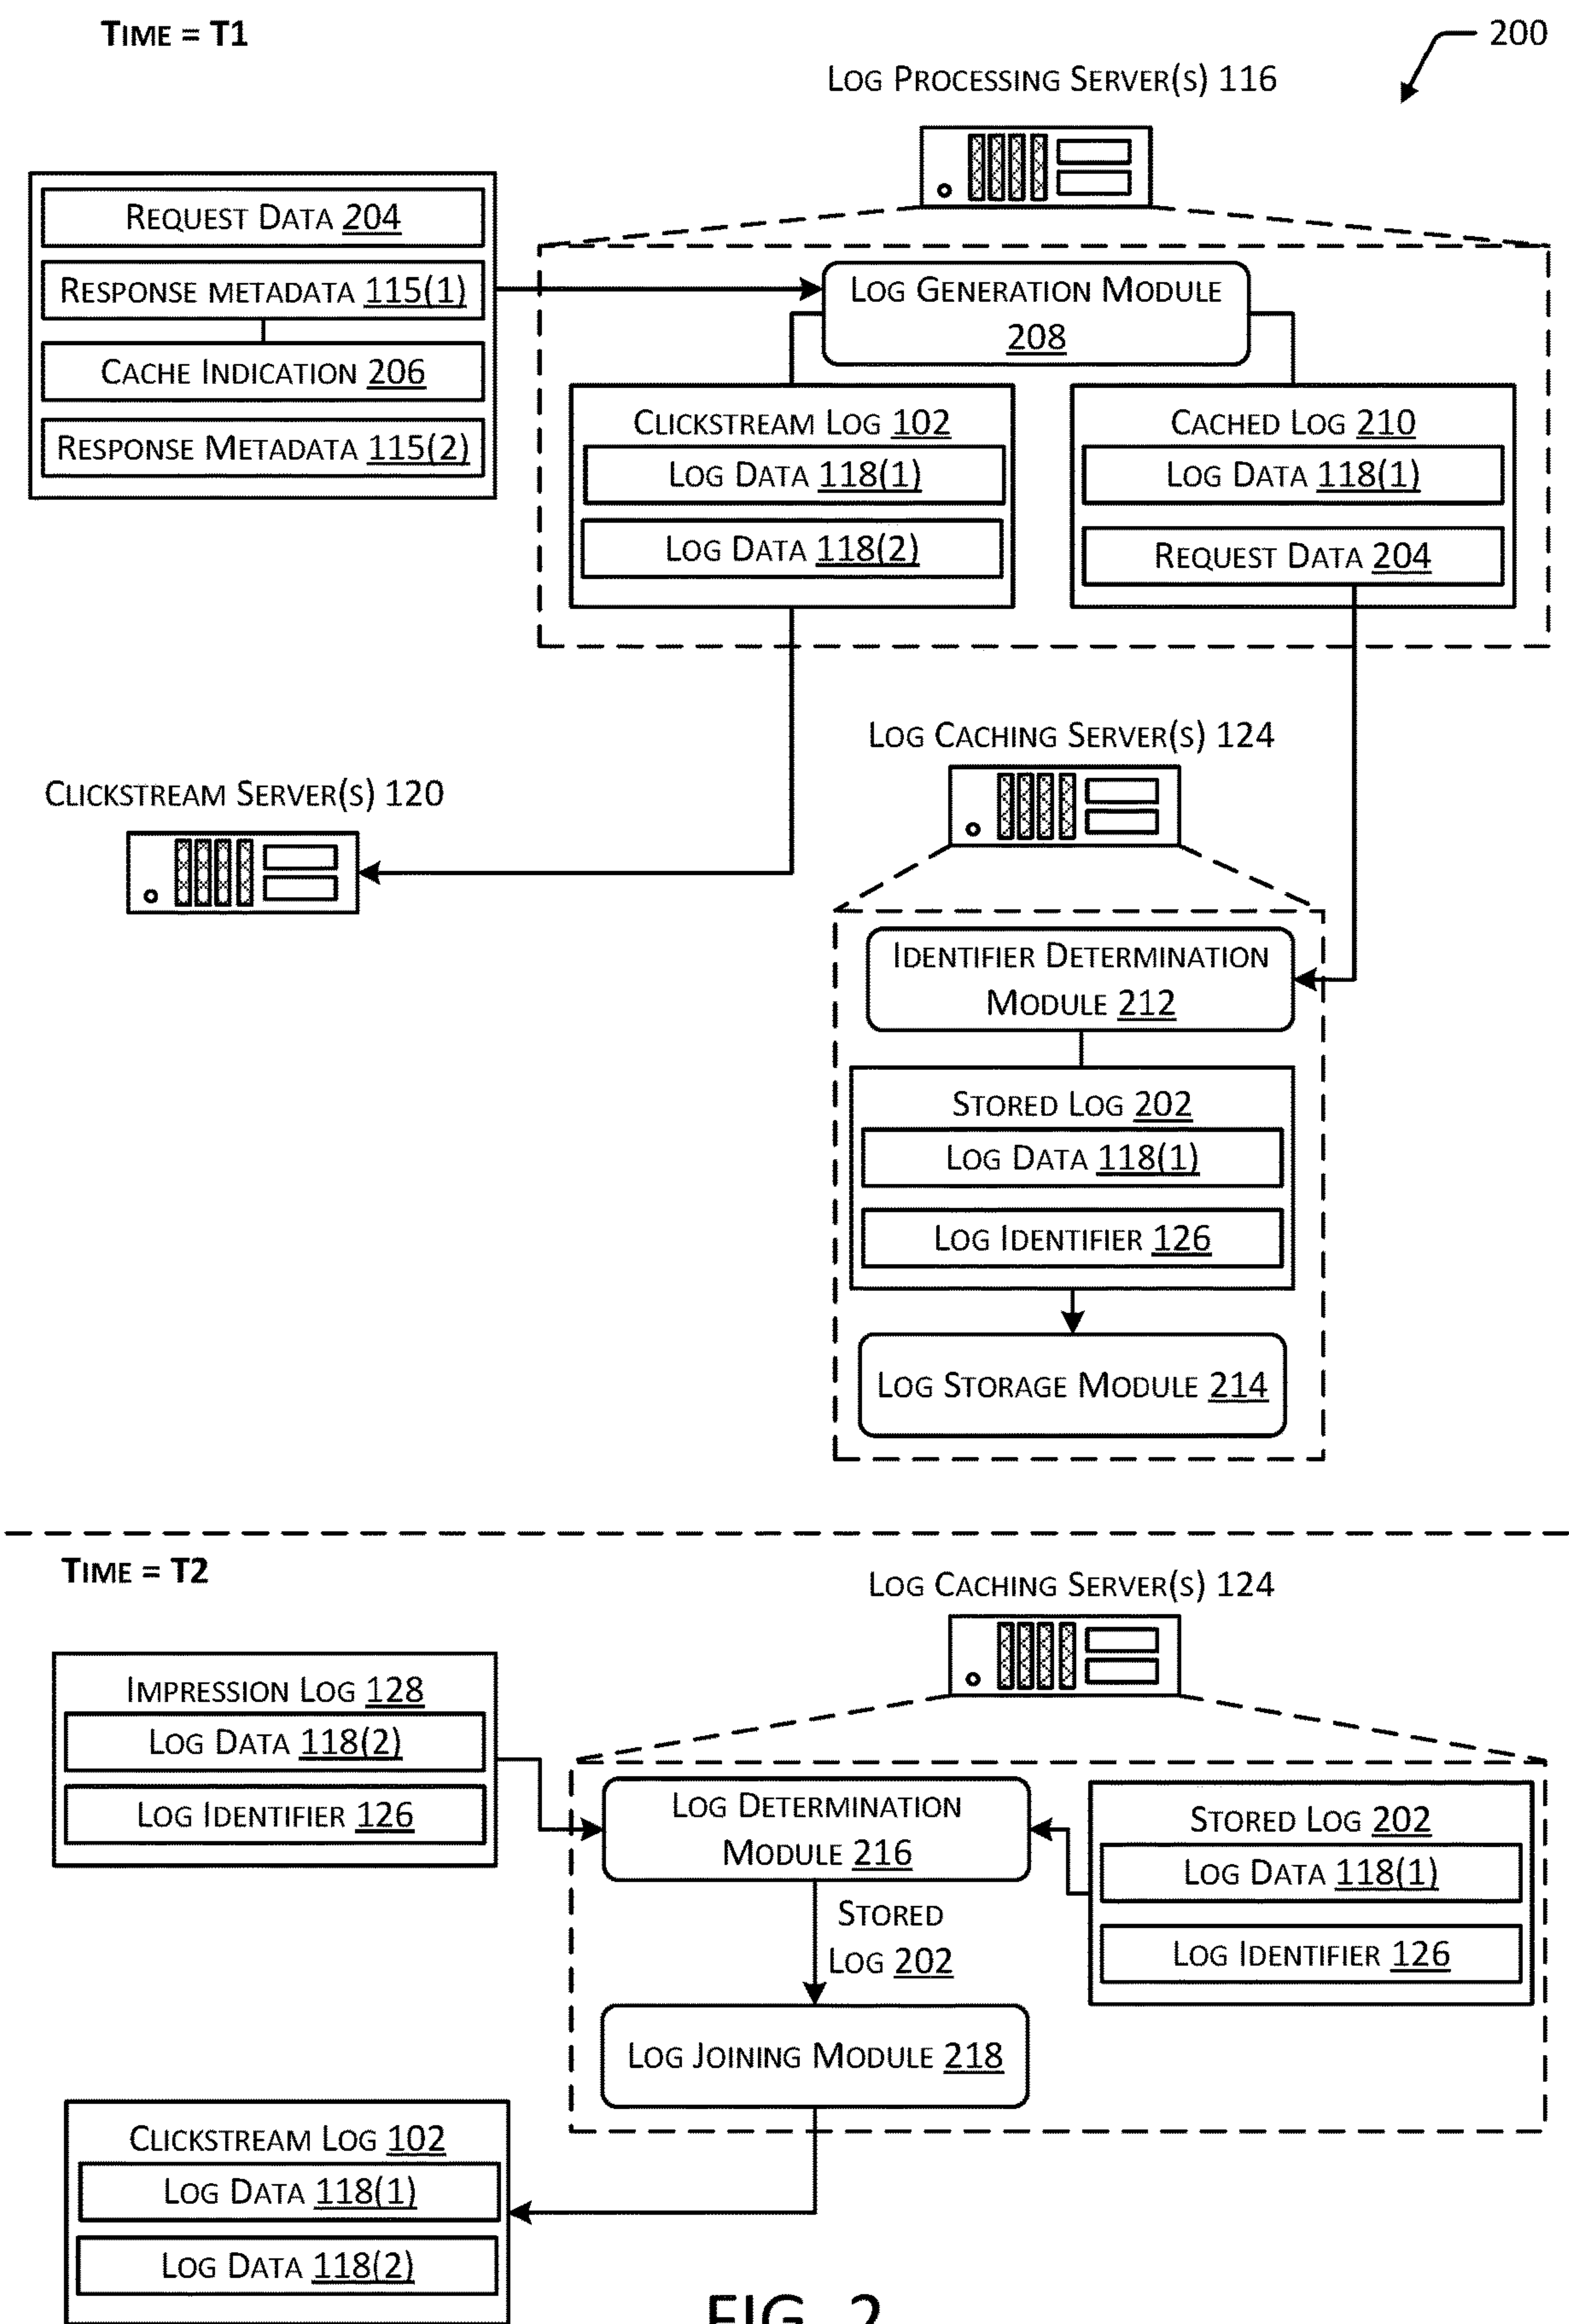 TIME = T1
200
LOG PROCESSING SERVER(S) 116
REQUEST DATA 204
RESPONSE METADATA 115(1)
CACHE INDICATION 206
RESPONSE METADATA 115(2)
LOG GENERATION MODULE
208
CLICKSTREAM LOG 102
LOG DATA 118(1)
LOG DATA 118(2)
CACHED LOG 210
LOG DATA 118(1)
REQUEST DATA 204
LOG CACHING SERVER(S) 124
CLICKSTREAM SERVER(S) 120
IDENTIFIER DETERMINATION
MODULE 212
STORED LOG 202
LOG DATA 118(1)
LOG IDENTIFIER 126
LOG STORAGE MODULE 214
TIME = T2
LOG CACHING SERVER(S) 124
IMPRESSION LOG 128
LOG DATA 118(2)
LOG IDENTIFIER 126
LOG DETERMINATION
MODULE 216
STORED LOG 202
LOG DATA 118(1)
LOG IDENTIFIER 126
STORED
LOG 202
LOG JOINING MODULE 218
CLICKSTREAM LOG 102
LOG DATA 118(1)
LOG DATA 118(2)
FIG. 2